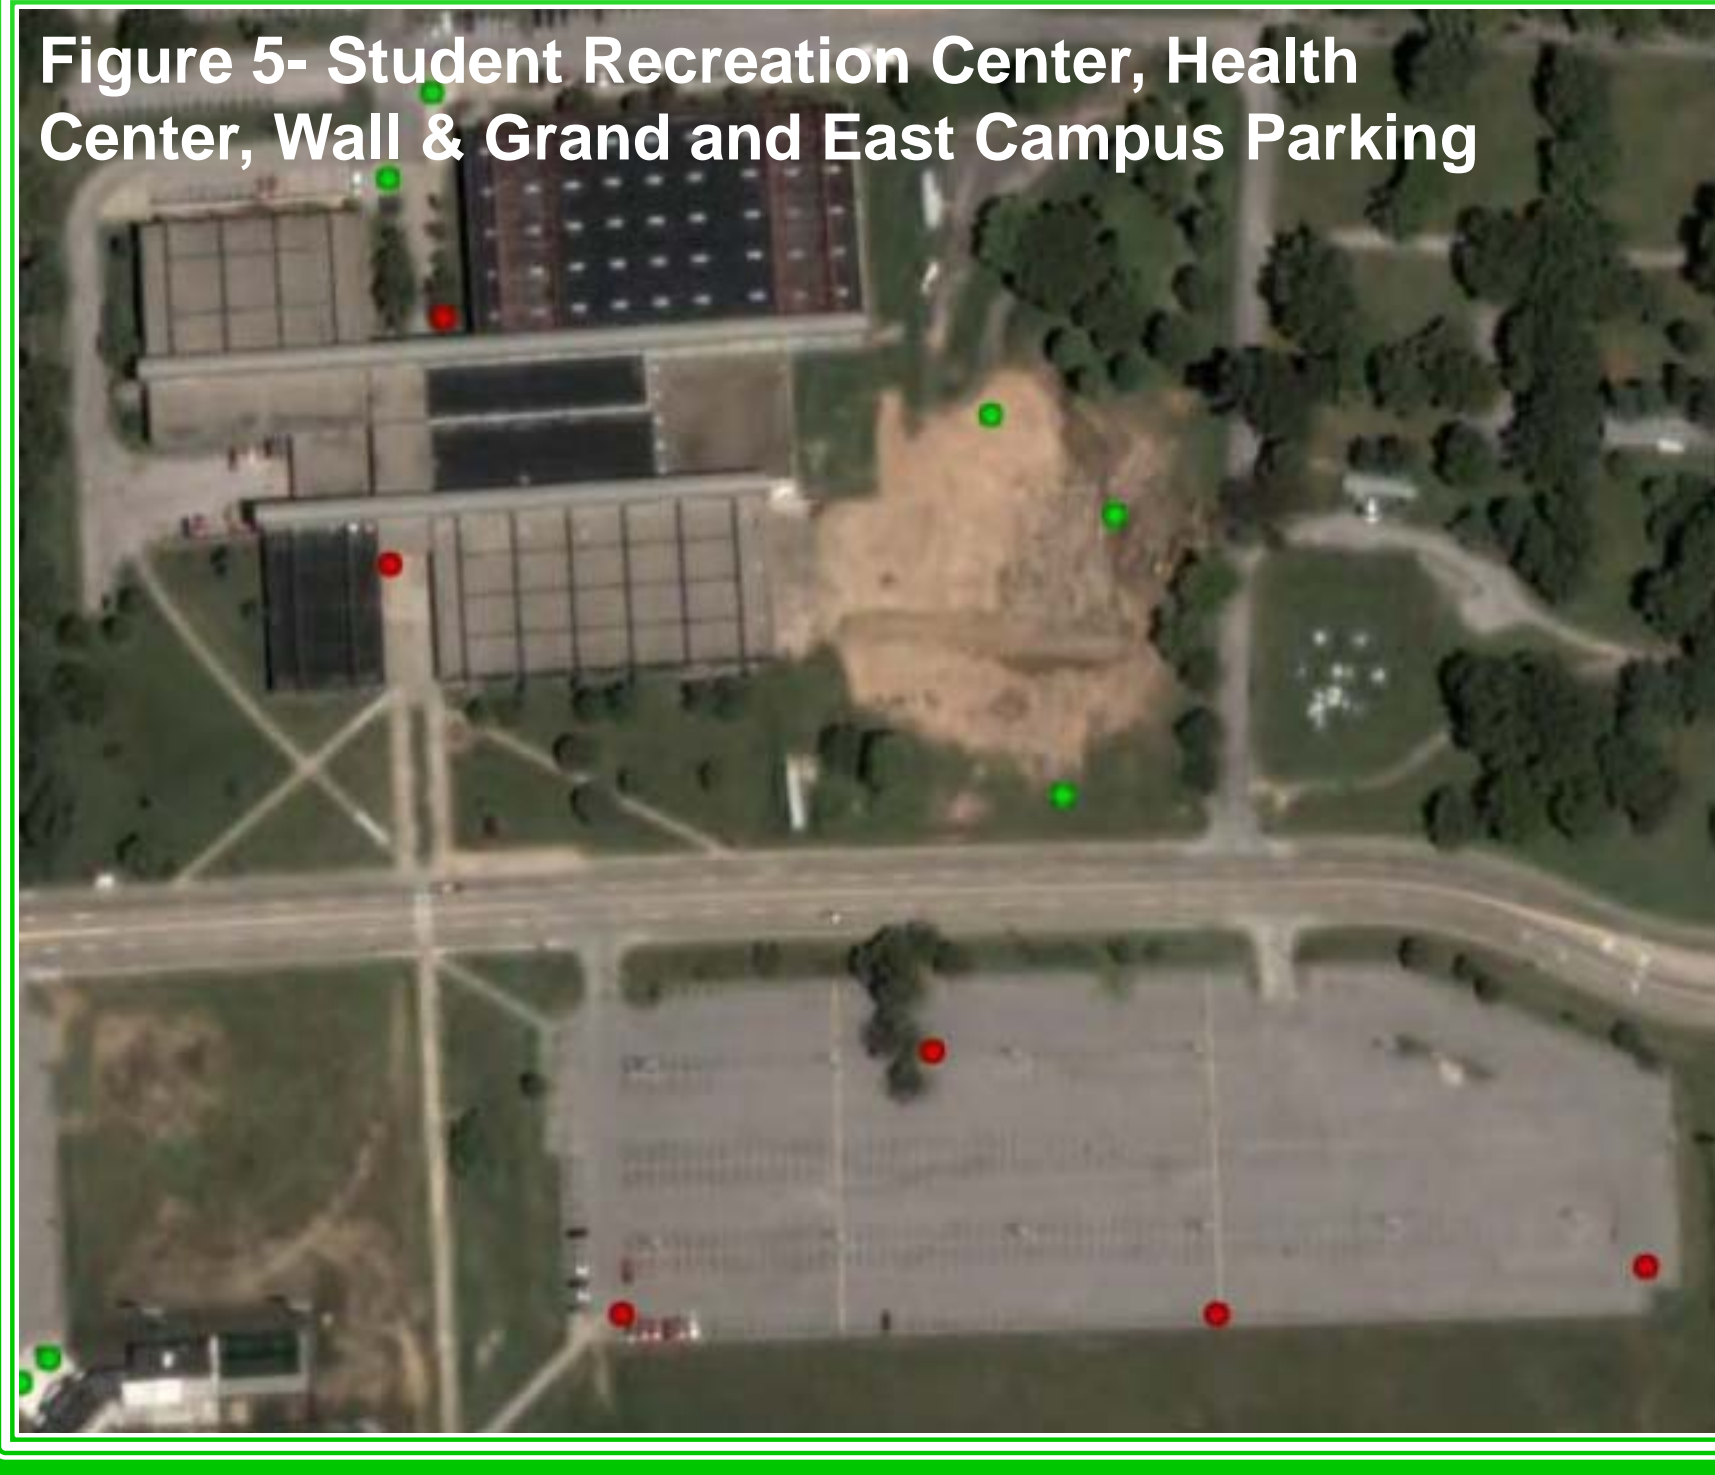 Figure 5- Student Recreation Center, Health
Center, Wall & Grand and East Campus Parking